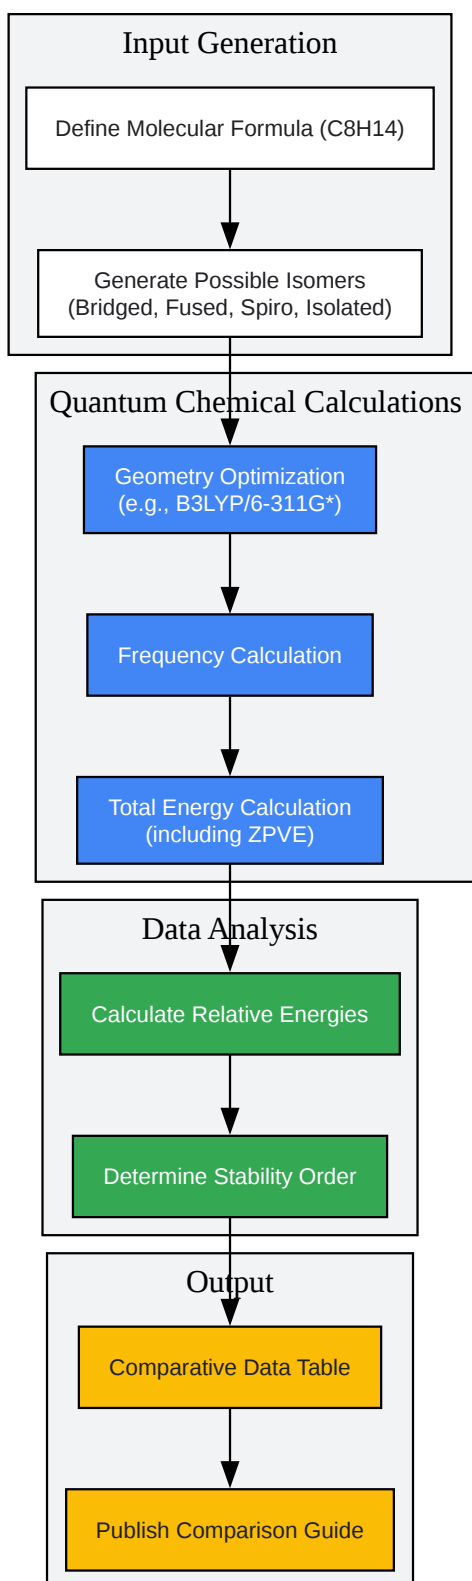 Input Generation
Define Molecular Formula (C8H14)
Generate Possible Isomers
(Bridged, Fused, Spiro, Isolated)
Quantum Chemical Calculations
Geometry Optimization
(e.g., B3LYP/6-311G*)
Frequency Calculation
Total Energy Calculation
(including ZPVE)
Data Analysis
Calculate Relative Energies
Determine Stability Order
Output
Comparative Data Table
Publish Comparison Guide